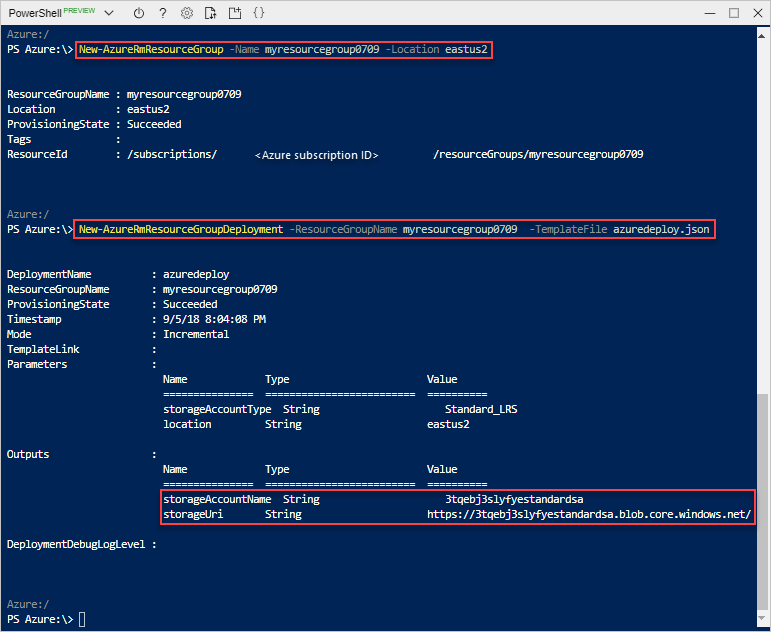 PowerShell PREVIEW ? {}
Azure:/
PS Azure:\> New-AzureRmResourceGroup -Name myresourcegroup0709 -Location eastus2
ResourceGroupName : myresourcegroup0709
Location : eastus2
ProvisioningState : Succeeded
Tags :
ResourceId : /subscriptions/ <Azure subscription ID> /resourceGroups/myresourcegroup0709
Azure:/
PS Azure:\> New-AzureRmResourceGroupDeployment -ResourceGroupName myresourcegroup0709 -TemplateFile azuredeploy.json
DeploymentName : azuredeploy
ResourceGroupName : myresourcegroup0709
ProvisioningState : Succeeded
Timestamp : 9/5/18 8:04:08 PM
Mode : Incremental
TemplateLink :
Parameters :
Name Type Value
=============== ========================= ==========
storageAccountType String Standard_LRS
location String eastus2
Outputs :
Name Type Value
=============== ========================= ==========
storageAccountName String 3tqebj3slyfyestandardsa
storageUri String https://3tqebj3slyfyestandardsa.blob.core.windows.net/
DeploymentDebugLogLevel :
Azure:/
PS Azure:\>